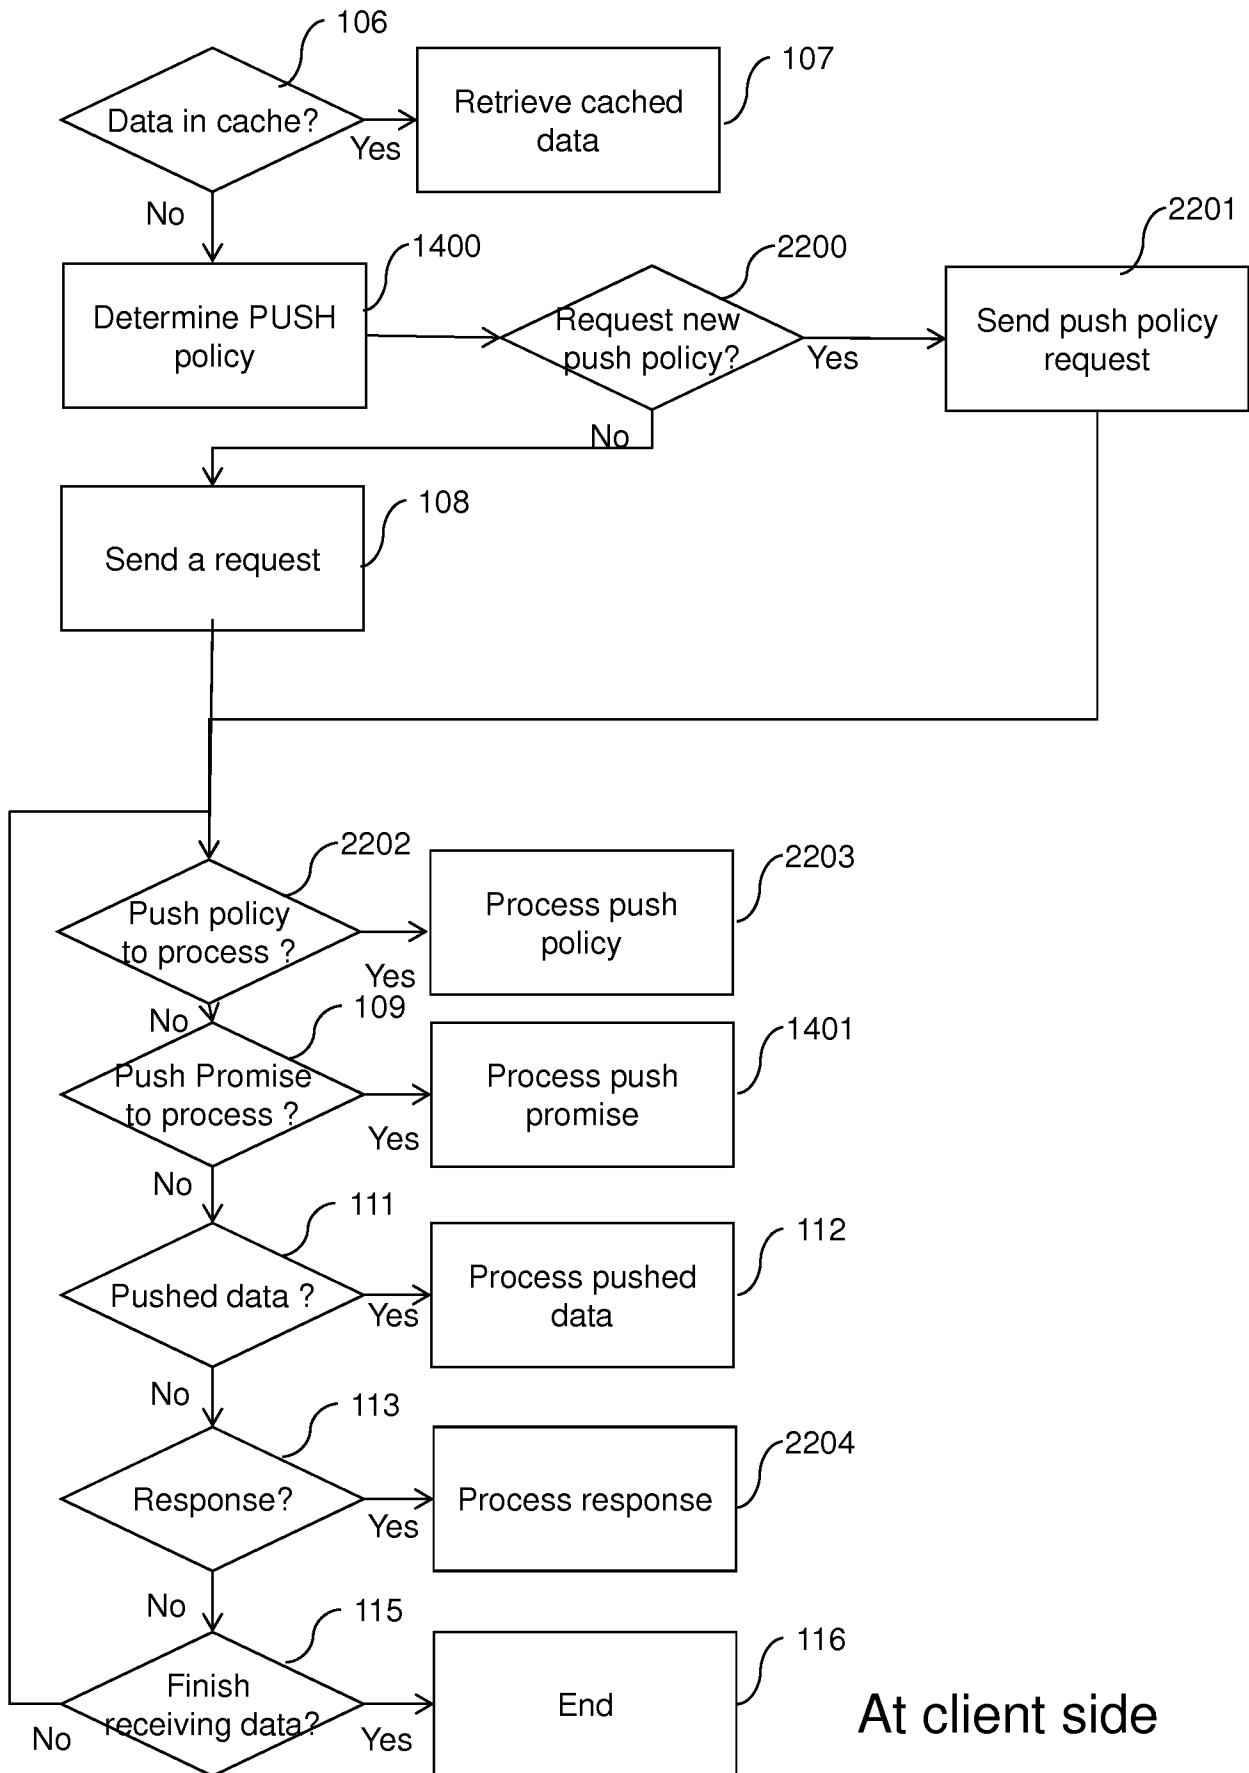 106
107
Data in cache?
Yes
Retrieve cached
data
No
2201
1400
2200
Determine PUSH
policy
Request new
push policy?
Yes
Send push policy
request
No
108
Send a request
2202
2203
Push policy
to process ?
Yes
Process push
policy
No
109
1401
Push Promise
to process ?
Yes
Process push
promise
No
111
112
Pushed data ?
Yes
Process pushed
data
No
113
2204
Response?
Yes
Process response
No
115
116
Finish
receiving data?
No
Yes
End
At client side